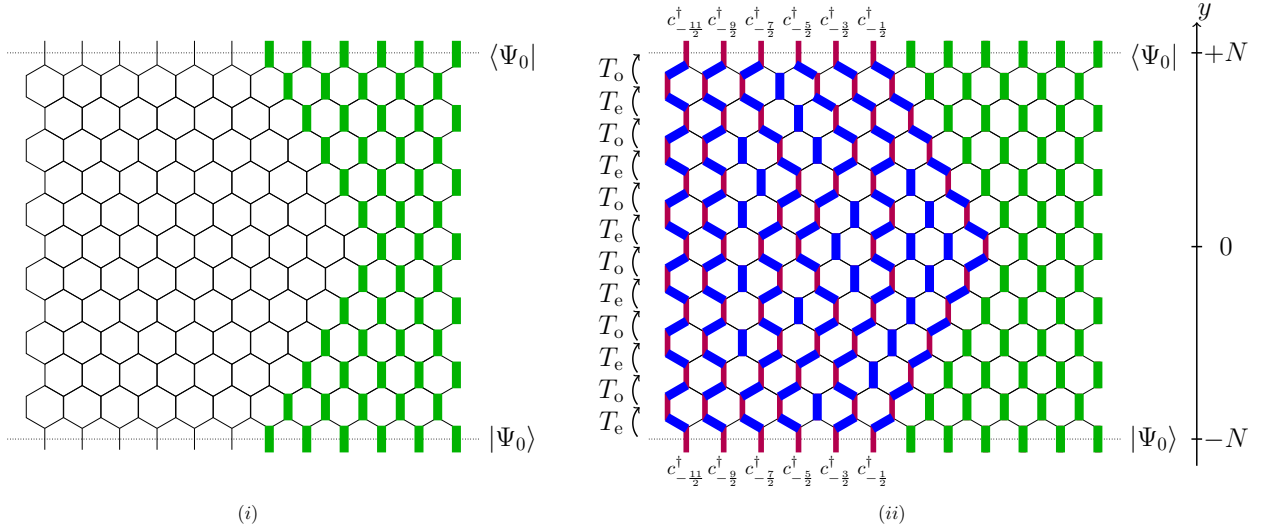 ⟨Ψ₀|
|Ψ₀⟩
(i)
c†_{-11/2} c†_{-9/2} c†_{-7/2} c†_{-5/2} c†_{-3/2} c†_{-1/2}
y
T_o
T_e
T_o
T_e
T_o
T_e
T_o
T_e
T_o
T_e
T_o
T_e
⟨Ψ₀|
|Ψ₀⟩
+N
0
−N
c†_{-11/2} c†_{-9/2} c†_{-7/2} c†_{-5/2} c†_{-3/2} c†_{-1/2}
(ii)